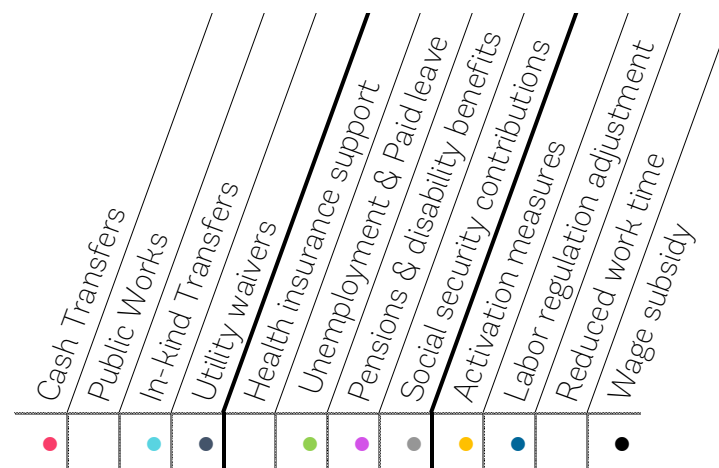 Cash Transfers
Public Works
In-kind Transfers
Utility waivers
Health insurance support
Unemployment & Paid leave
Pensions & disability benefits
Social security contributions
Activation measures
Labor regulation adjustment
Reduced work time
Wage subsidy